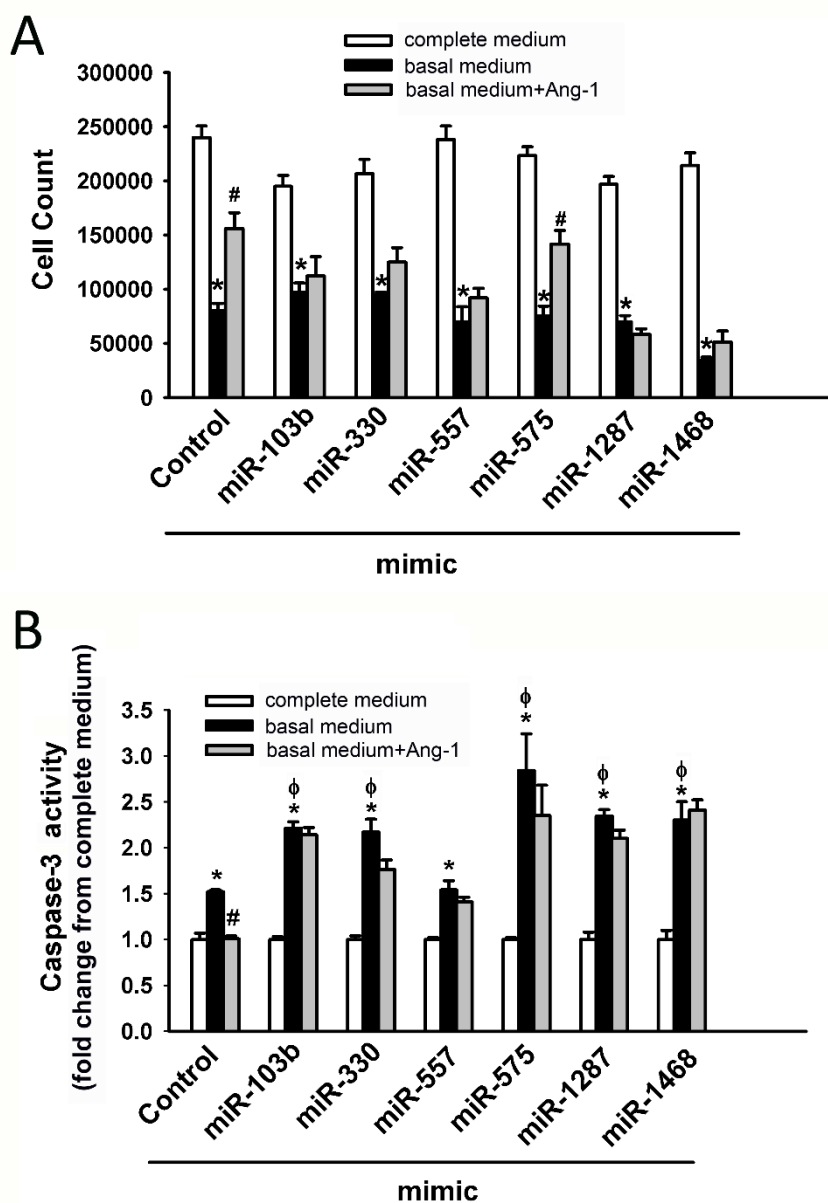 A
complete medium
basal medium
basal medium+Ang-1
300000
250000
200000
150000
100000
50000
0
Cell Count
#
#
*
*
*
*
*
*
*
Control
miR-103b
miR-330
miR-557
miR-575
miR-1287
miR-1468
mimic
B
complete medium
basal medium
basal medium+Ang-1
3.5
3.0
2.5
2.0
1.5
1.0
0.5
0.0
Caspase-3 activity
(fold change from complete medium)
*
#
ϕ
*
ϕ
*
*
ϕ
*
ϕ
*
ϕ
*
Control
miR-103b
miR-330
miR-557
miR-575
miR-1287
miR-1468
mimic